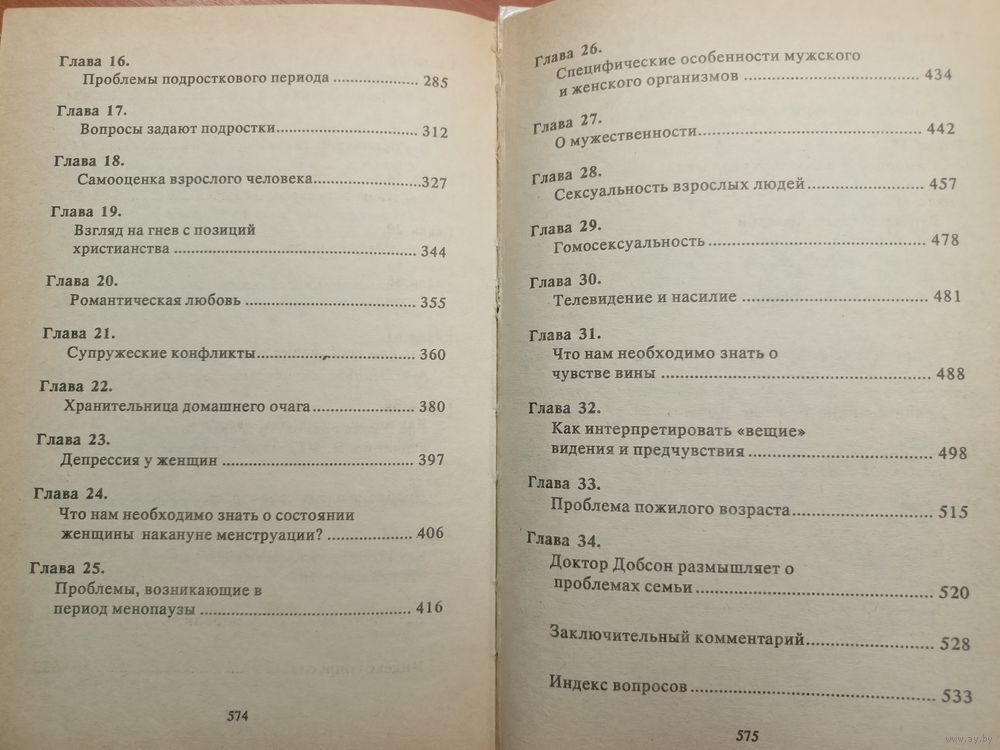 Глава 16.
Проблемы подросткового периода ................ 285
Глава 17.
Вопросы задают подростки........................ 312
Глава 18.
Самооценка взрослого человека..................327
Глава 19.
Взгляд на гнев с позиций
христианства ........................................ 344
Глава 20.
Романтическая любовь ............................. 355
Глава 21.
Супружеские конфликты........................... 360
Глава 22.
Хранительница домашнего очага................. 380
Глава 23.
Депрессия у женщин ................................ 397
Глава 24.
Что нам необходимо знать о состоянии
женщины накануне менструации? ............... 406
Глава 25.
Проблемы, возникающие в
период менопаузы ................................... 416
574
Глава 26.
Специфические особенности мужского
и женского организмов ............................. 434
Глава 27.
О мужественности.................................... 442
Глава 28.
Сексуальность взрослых людей .................. 457
Глава 29.
Гомосексуальность ................................... 478
Глава 30.
Телевидение и насилие ............................. 481
Глава 31.
Что нам необходимо знать о
чувстве вины .......................................... 488
Глава 32.
Как интерпретировать «вещие»
видения и предчувствия ............................ 498
Глава 33.
Проблема пожилого возраста...................... 515
Глава 34.
Доктор Добсон размышляет о
проблемах семьи ..................................... 520
Заключительный комментарий.................... 528
Индекс вопросов ...................................... 533
575
www.ay.by